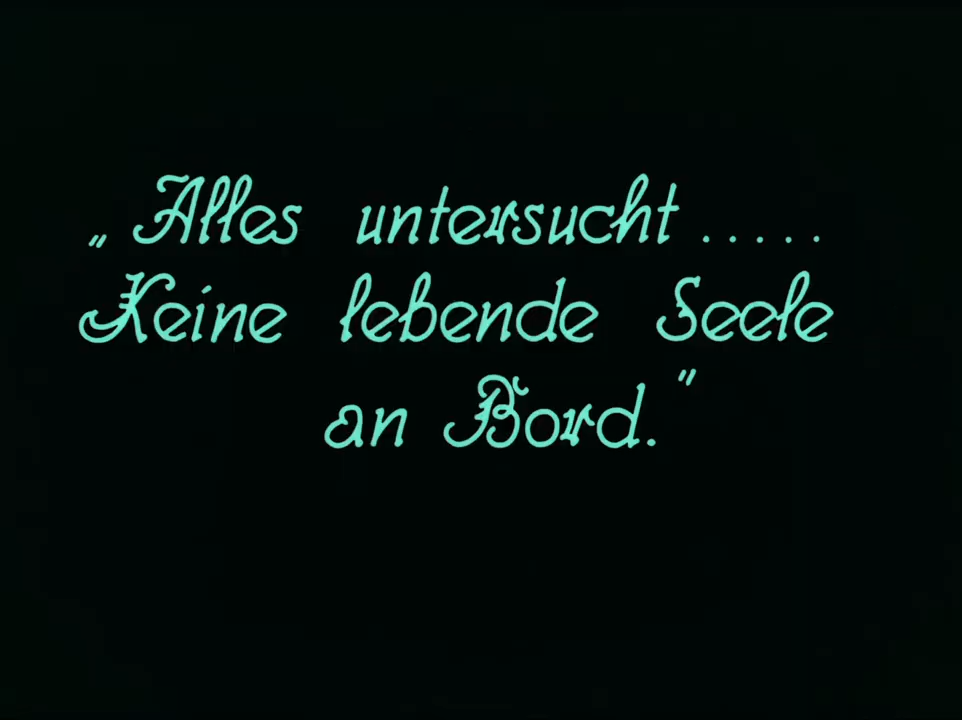 „Alles untersucht .....
Keine lebende Seele
an Bord."